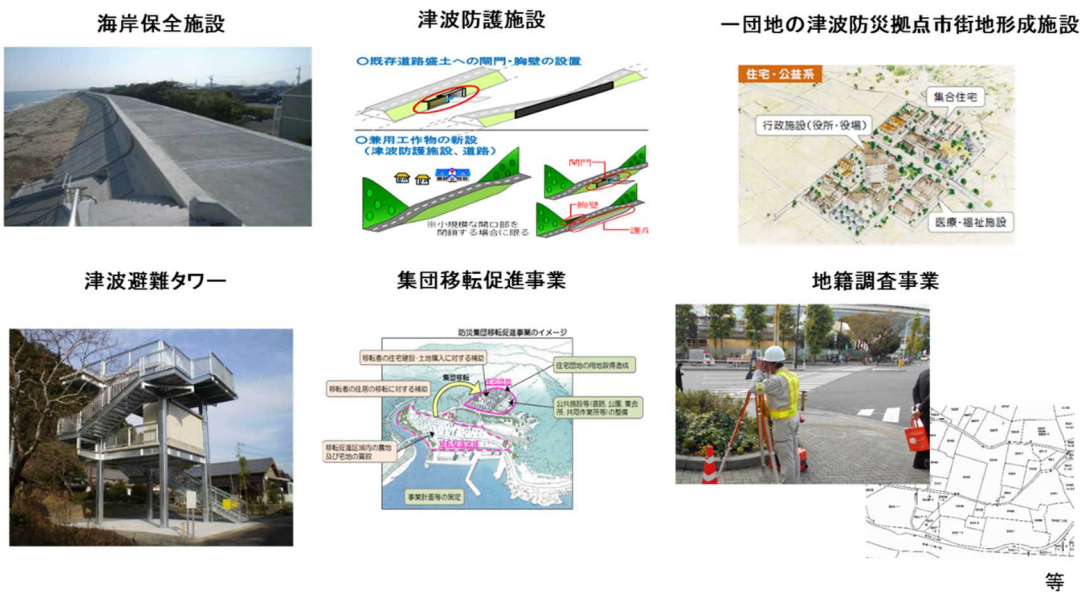 海岸保全施設
津波防護施設
一団地の津波防災拠点市街地形成施設
〇既存道路盛土への閘門・胸壁の設置
〇兼用工作物の新設
（津波防護施設、道路）
閘門
胸壁
護岸
※小規模な開口部を
閉鎖する場合に限る
住宅・公益系
集合住宅
行政施設（役所・役場）
医療・福祉施設
津波避難タワー
集団移転促進事業
地籍調査事業
防災集団移転促進事業のイメージ
移転者の住宅建設・土地購入に対する補助
集団移転
住宅団地
住宅団地の用地取得造成
移転者の住居の移転に対する補助
公共施設等（道路、公園、集会
所、共同作業所等）の整備
移転促進区域
移転促進区域内の農地
及び宅地の買取
事業計画等の策定
等